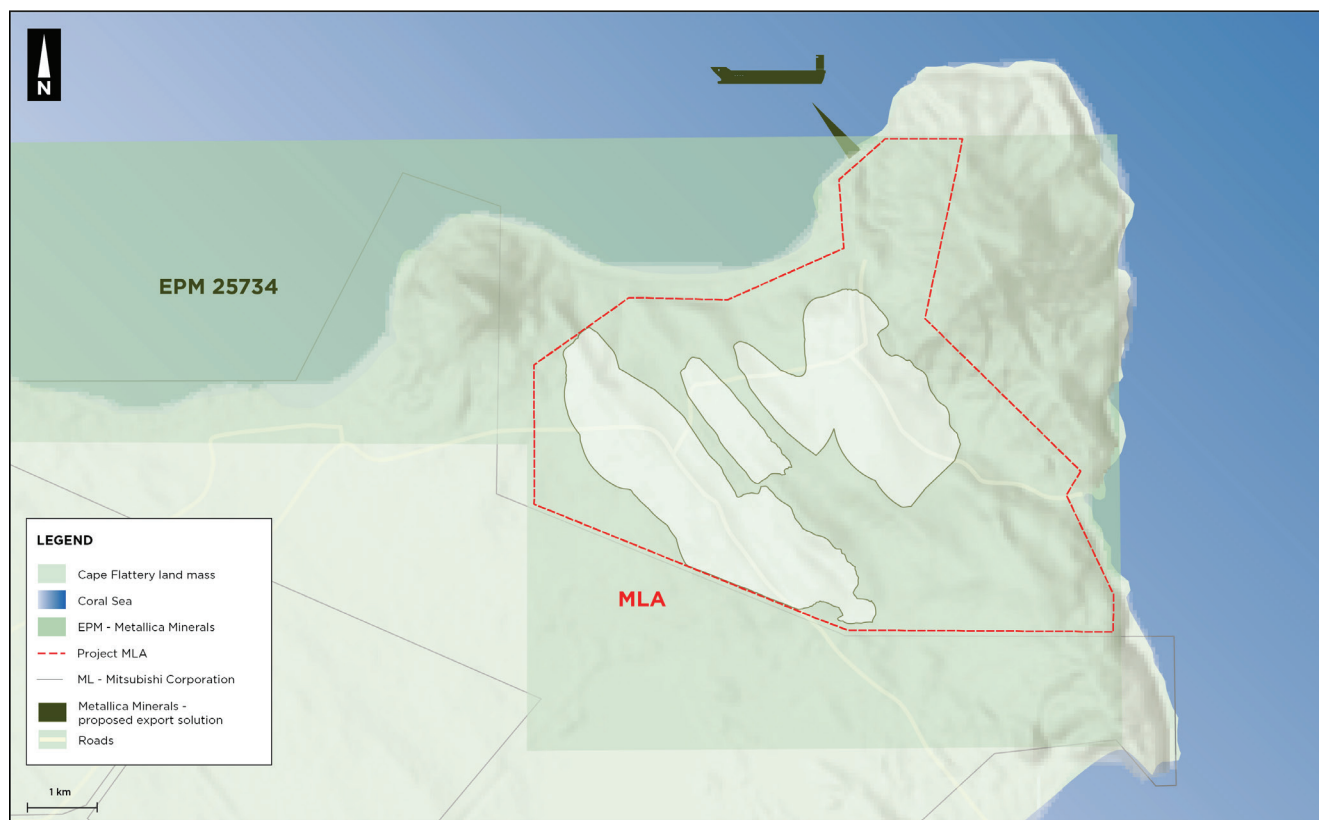 N
EPM 25734
MLA
LEGEND
Cape Flattery land mass
Coral Sea
EPM - Metallica Minerals
Project MLA
ML - Mitsubishi Corporation
Metallica Minerals -
proposed export solution
Roads
1 km